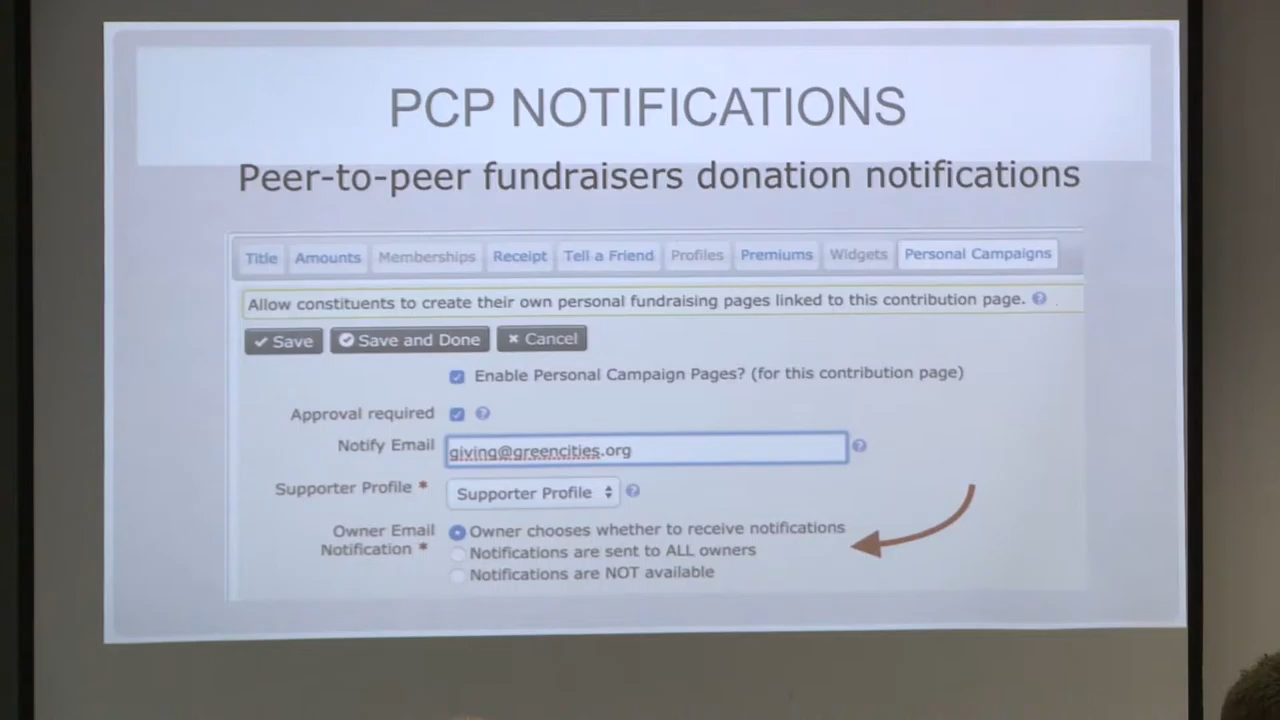 PCP NOTIFICATIONS
Peer-to-peer fundraisers donation notifications
Title Amounts Memberships Receipt Tell a Friend Profiles Premiums Widgets Personal Campaigns
Allow constituents to create their own personal fundraising pages linked to this contribution page. ?
Save Save and Done Cancel
Enable Personal Campaign Pages? (for this contribution page)
Approval required ?
Notify Email giving@greencities.org ?
Supporter Profile * Supporter Profile ?
Owner Email Notification * Owner chooses whether to receive notifications
Notifications are sent to ALL owners
Notifications are NOT available